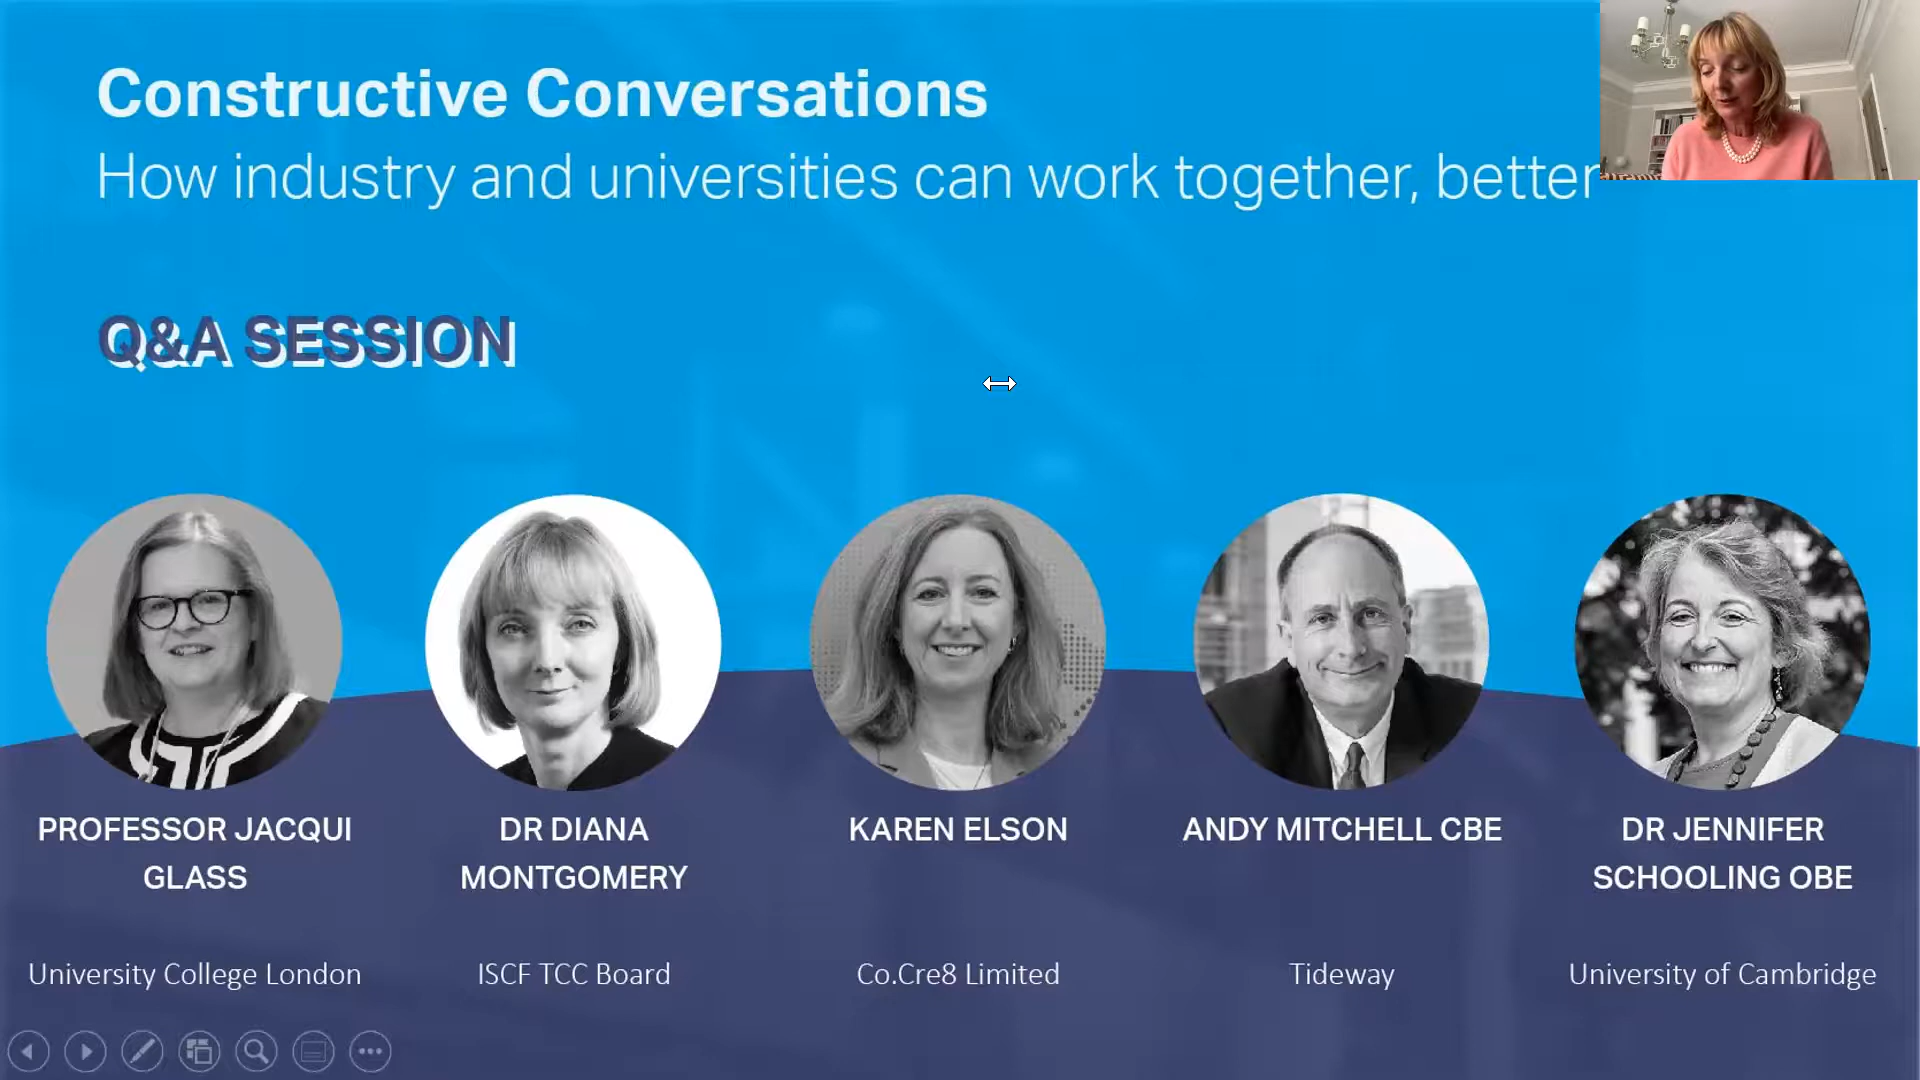 Constructive Conversations
How industry and universities can work together, better
Q&A SESSION
PROFESSOR JACQUI
GLASS
University College London
DR DIANA
MONTGOMERY
ISCF TCC Board
KAREN ELSON
Co.Cre8 Limited
ANDY MITCHELL CBE
Tideway
DR JENNIFER
SCHOOLING OBE
University of Cambridge